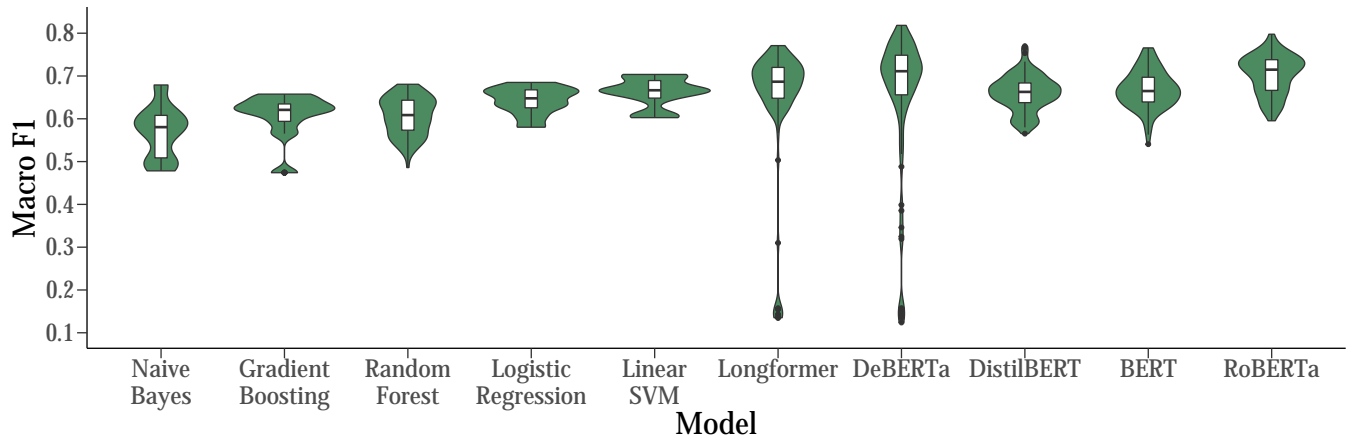 Macro F1
0.8
0.7
0.6
0.5
0.4
0.3
0.2
0.1
Naive
Bayes
Gradient
Boosting
Random
Forest
Logistic
Regression
Linear
SVM
Longformer
DeBERTa
DistilBERT
BERT
RoBERTa
Model